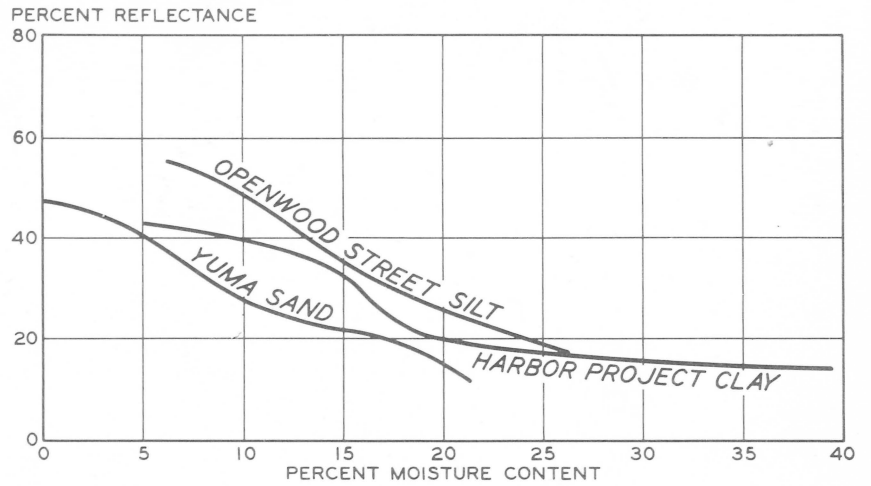 PERCENT REFLECTANCE
80
60
40
20
0
OPENWOOD STREET SILT
YUMA SAND
HARBOR PROJECT CLAY
0 5 10 15 20 25 30 35 40
PERCENT MOISTURE CONTENT